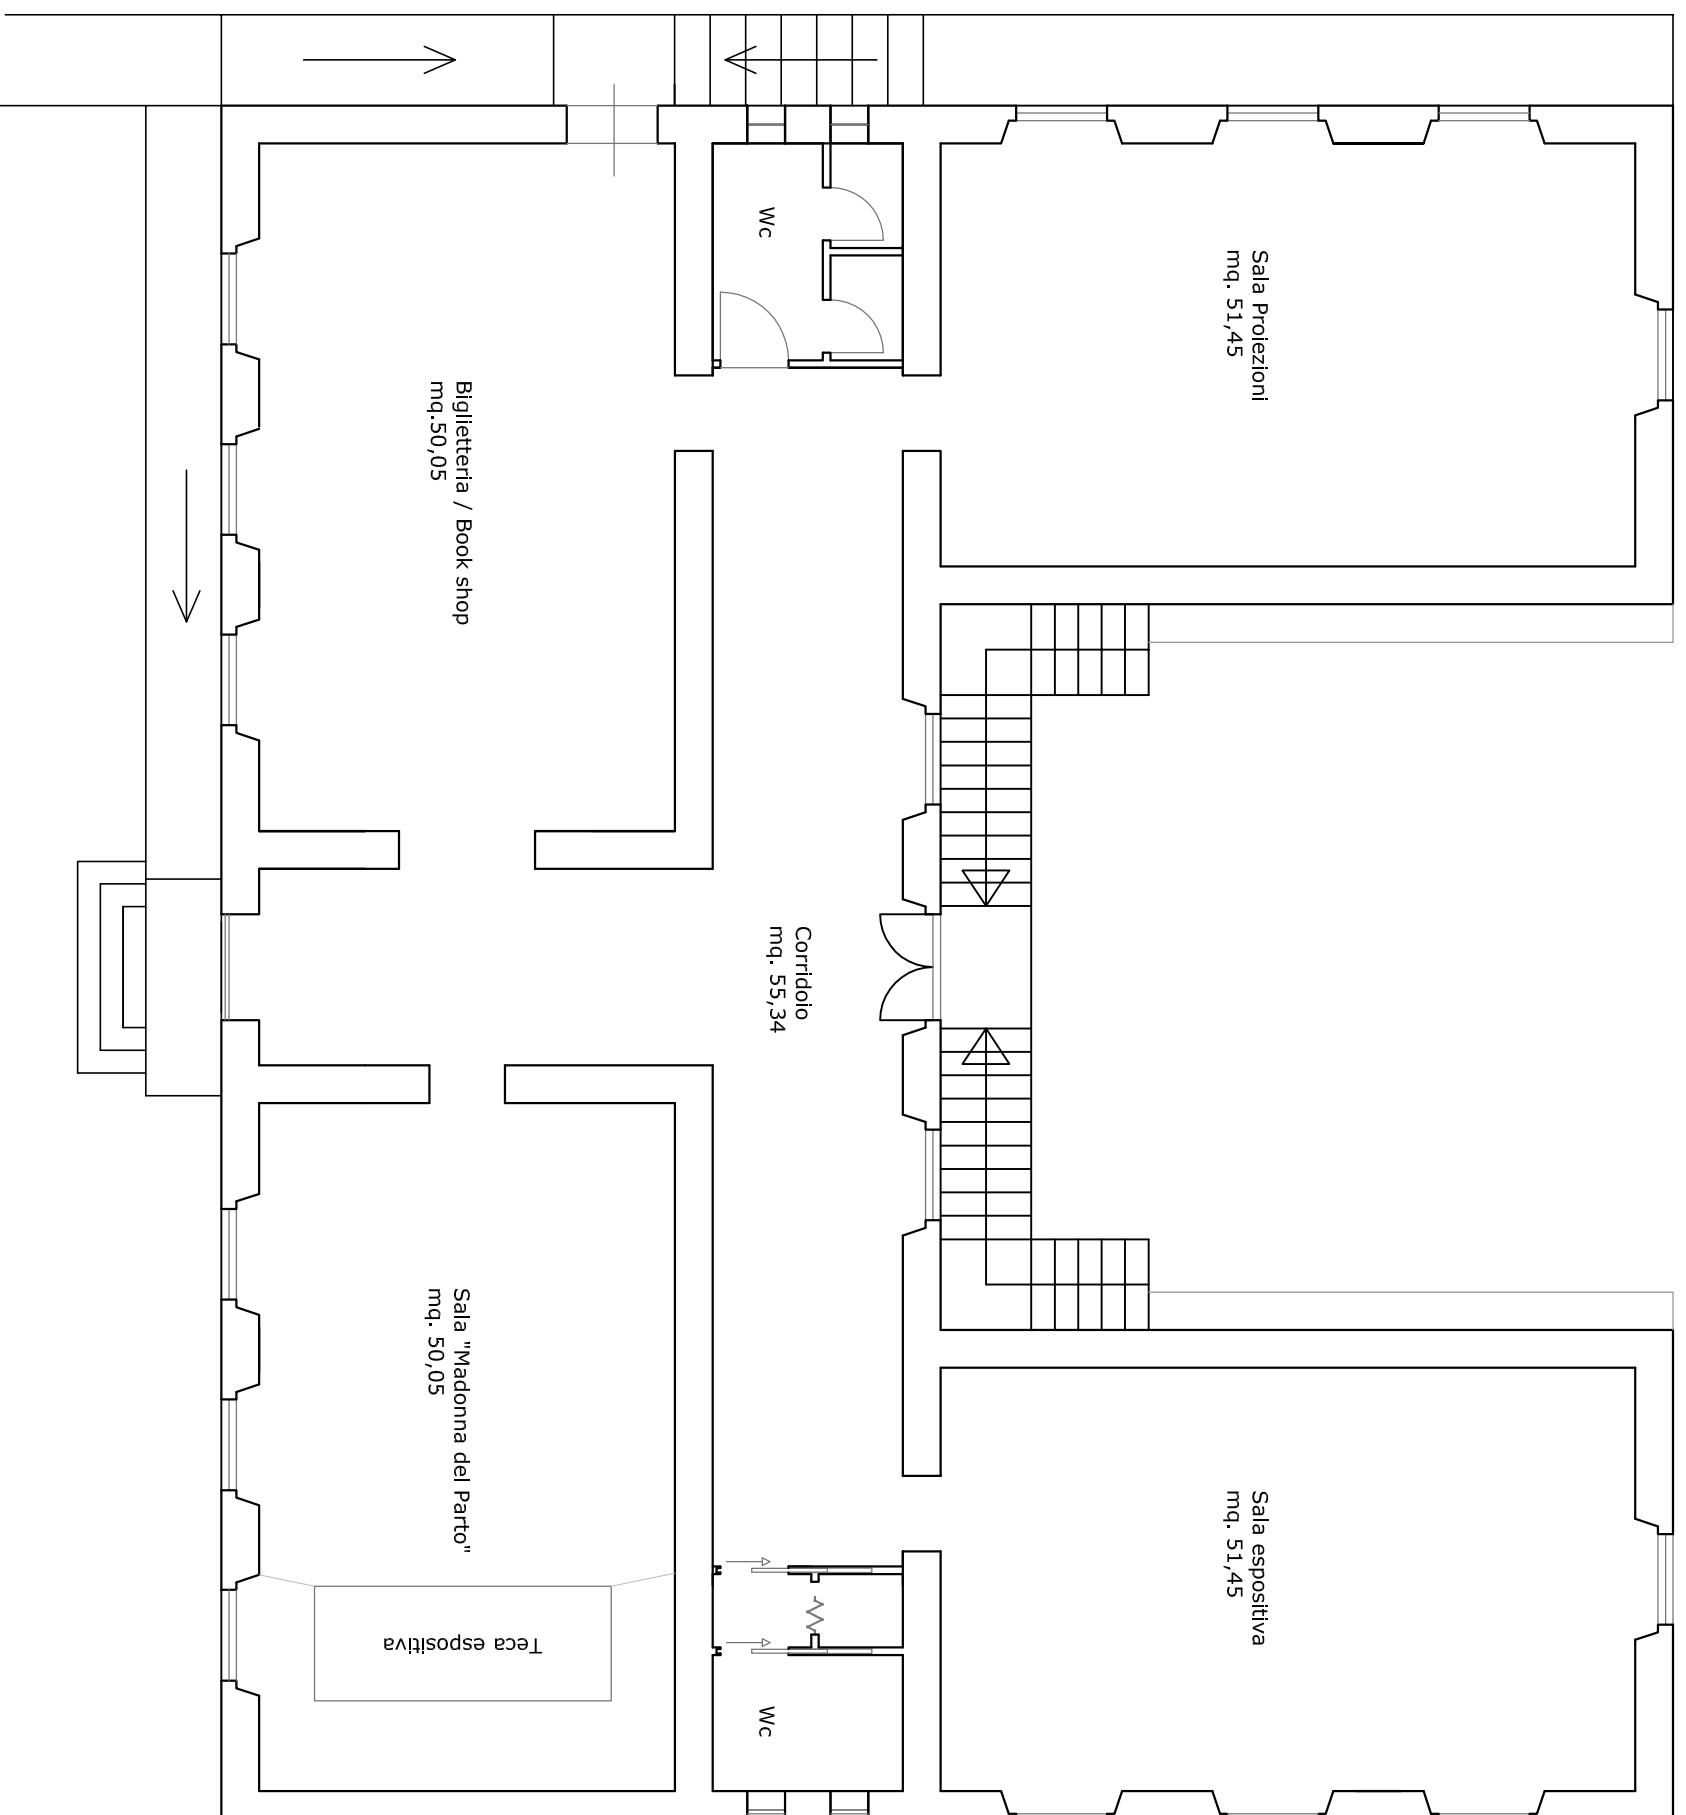 Wc
Sala Proiezioni
mq. 51,45
Biglietteria / Book shop
mq.50,05
Corridoio
mq. 55,34
Sala "Madonna del Parto"
mq. 50,05
Sala espositiva
mq. 51,45
Teca espositiva
Wc